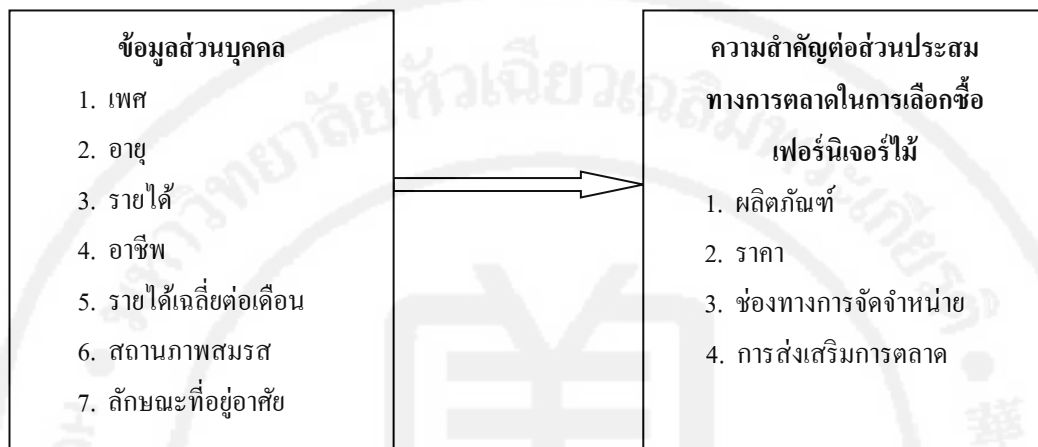 ข้อมูลส่วนบุคคล
1. เพศ
2. อายุ
3. รายได้
4. อาชีพ
5. รายได้เฉลี่ยต่อเดือน
6. สถานภาพสมรส
7. ลักษณะที่อยู่อาศัย
ความสำคัญต่อส่วนประสม
ทางการตลาดในการเลือกซื้อ
เฟอร์นิเจอร์ไม้
1. ผลิตภัณฑ์
2. ราคา
3. ช่องทางการจัดจำหน่าย
4. การส่งเสริมการตลาด